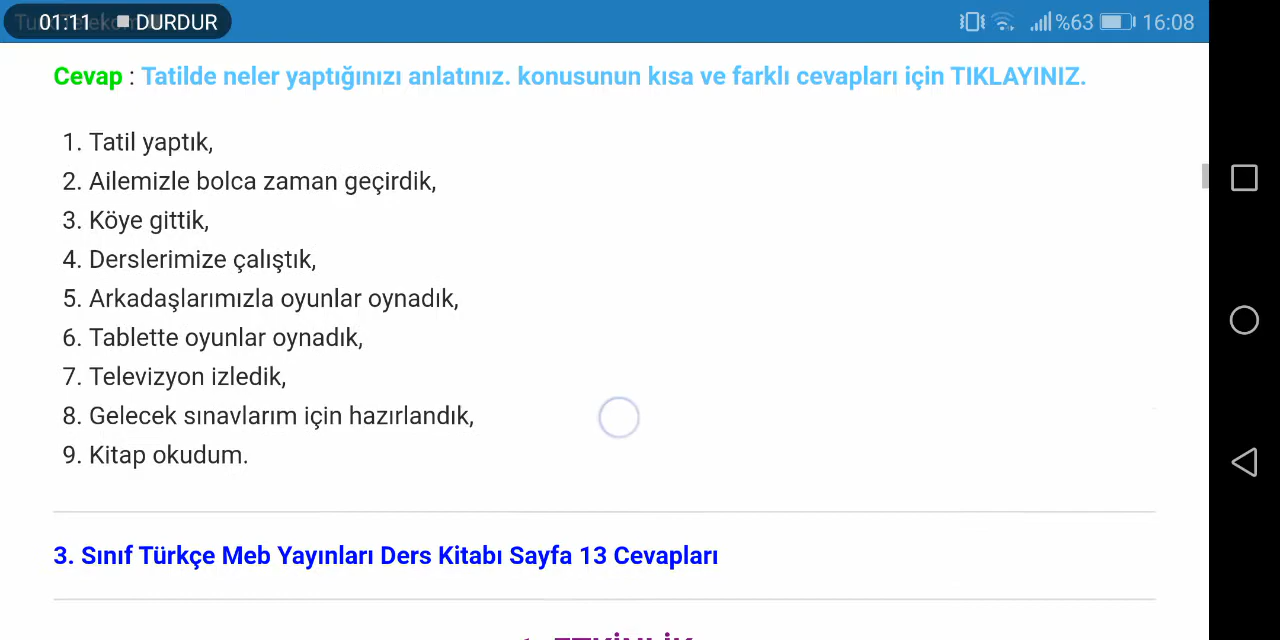 01:11 DURDUR %63 16:08
Cevap : Tatilde neler yaptığınızı anlatınız. konusunun kısa ve farklı cevapları için TIKLAYINIZ.
1. Tatil yaptık,
2. Ailemizle bolca zaman geçirdik,
3. Köye gittik,
4. Derslerimize çalıştık,
5. Arkadaşlarımızla oyunlar oynadık,
6. Tablette oyunlar oynadık,
7. Televizyon izledik,
8. Gelecek sınavlarım için hazırlandık,
9. Kitap okudum.
3. Sınıf Türkçe Meb Yayınları Ders Kitabı Sayfa 13 Cevapları
ETKİNLİK